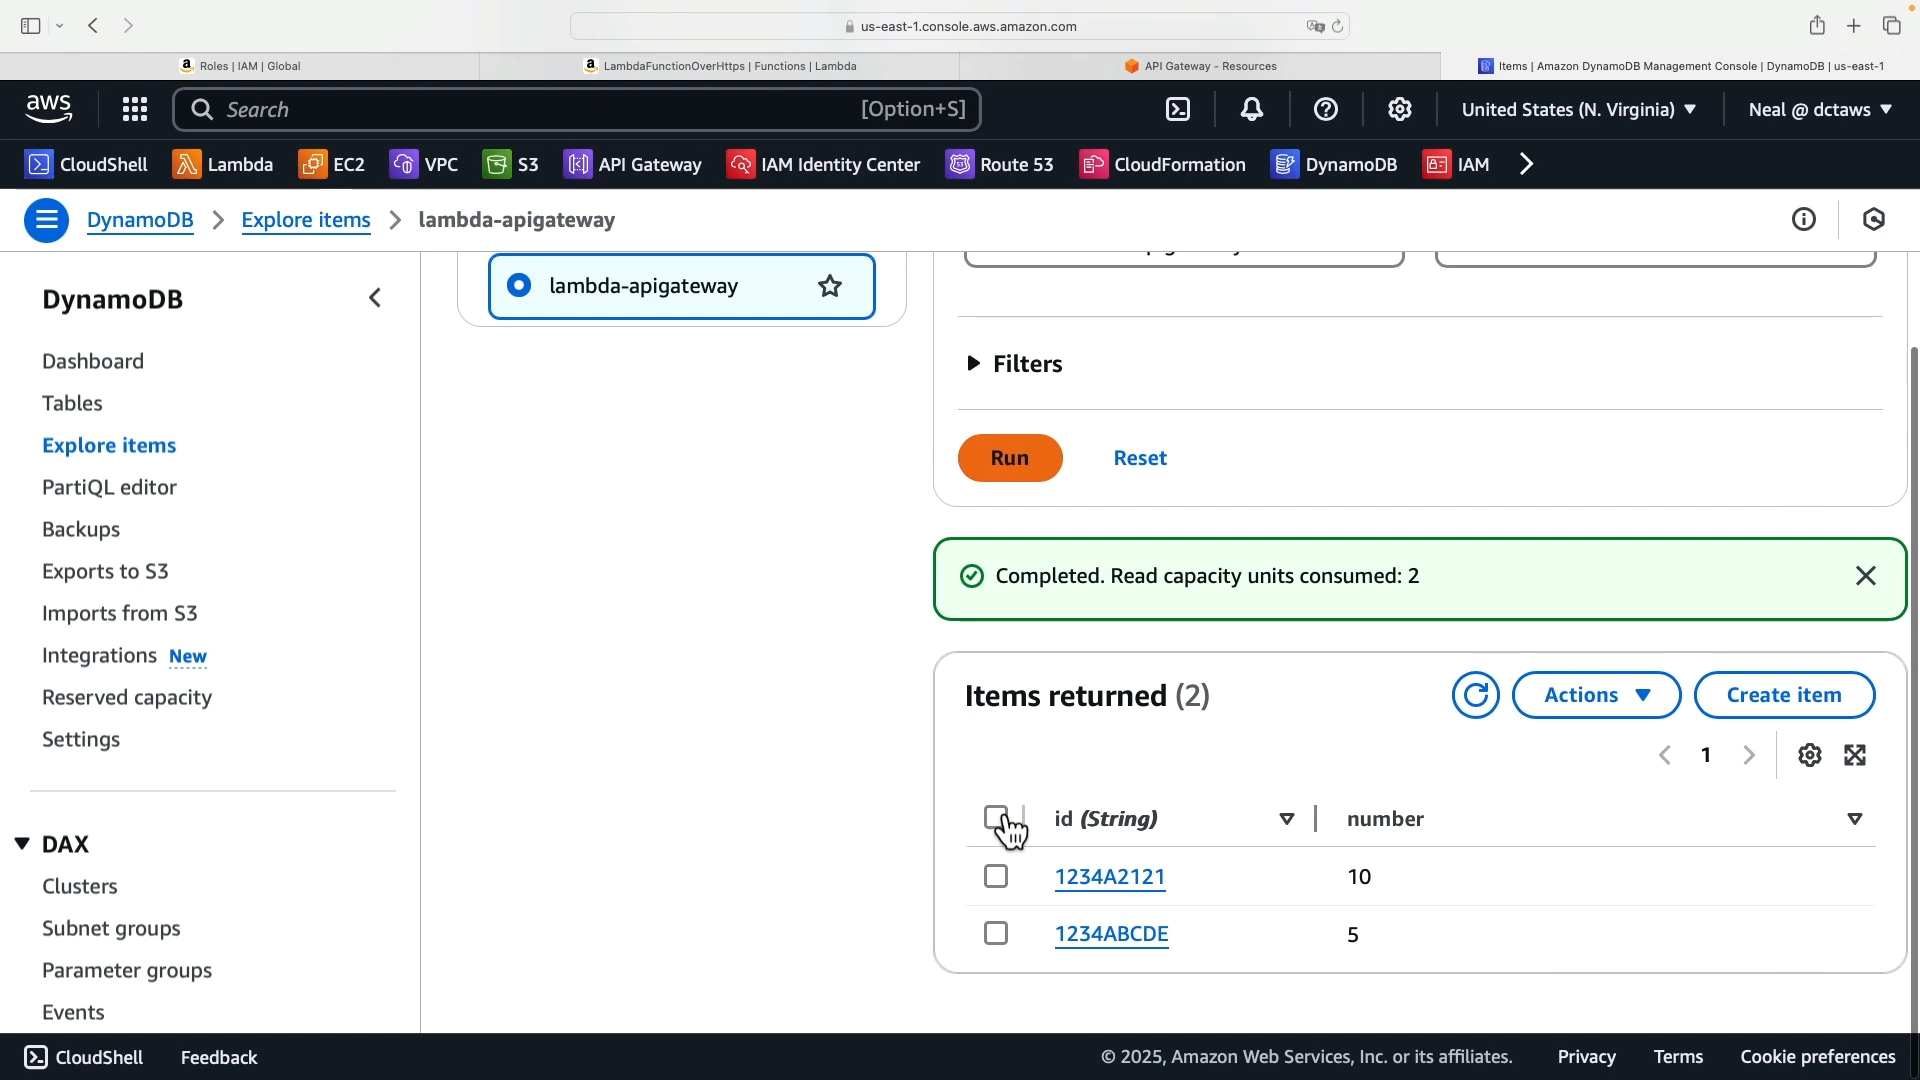 us-east-1.console.aws.amazon.com
Roles | IAM | Global
LambdaFunctionOverHttps | Functions | Lambda
API Gateway - Resources
Items | Amazon DynamoDB Management Console | DynamoDB | us-east-1
aws
Search
[Option+S]
United States (N. Virginia)
Neal @ dctaws
CloudShell
Lambda
EC2
VPC
S3
API Gateway
IAM Identity Center
Route 53
CloudFormation
DynamoDB
IAM
DynamoDB
Explore items
lambda-apigateway
DynamoDB
Dashboard
Tables
Explore items
PartiQL editor
Backups
Exports to S3
Imports from S3
Integrations New
Reserved capacity
Settings
DAX
Clusters
Subnet groups
Parameter groups
Events
lambda-apigateway
Filters
Run
Reset
Completed. Read capacity units consumed: 2
Items returned (2)
Actions
Create item
1
id (String)
number
1234A2121
10
1234ABCDE
5
CloudShell
Feedback
© 2025, Amazon Web Services, Inc. or its affiliates.
Privacy
Terms
Cookie preferences